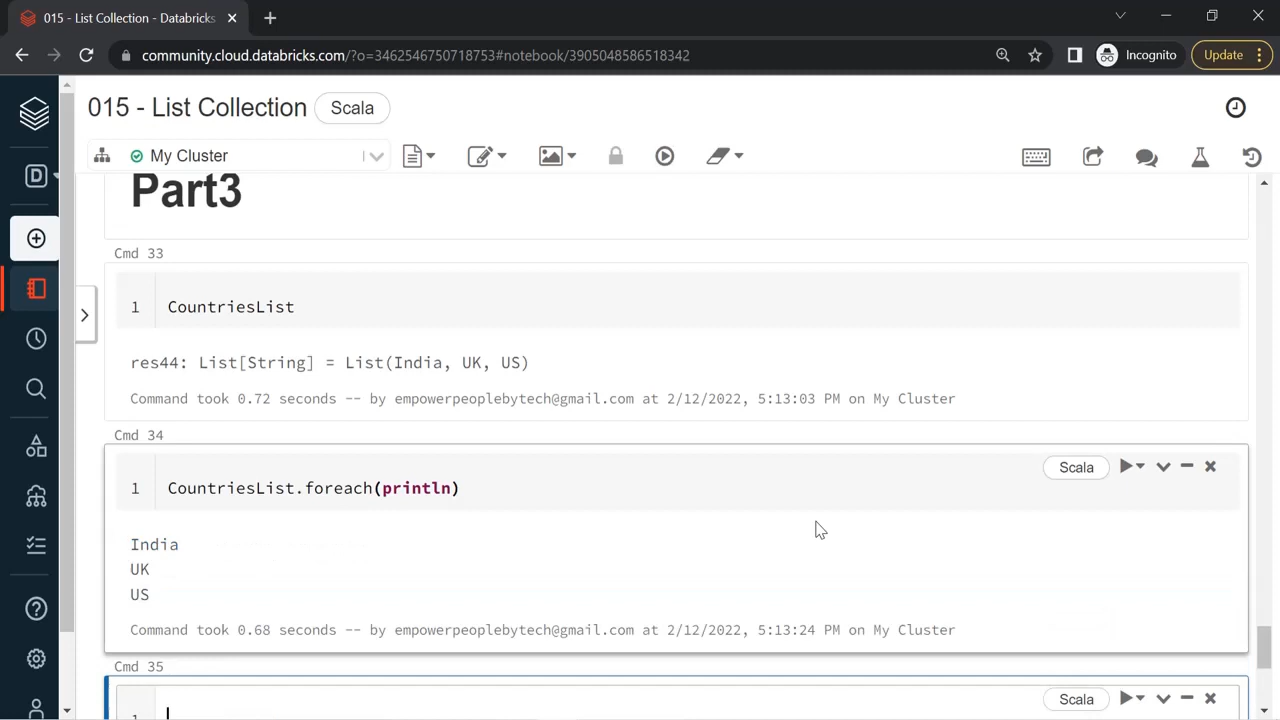 015 - List Collection - Databricks
community.cloud.databricks.com/?o=3462546750718753#notebook/3905048586518342
Incognito
Update
015 - List Collection
Scala
D
My Cluster
Part3
Cmd 33
1
CountriesList
res44: List[String] = List(India, UK, US)
Command took 0.72 seconds -- by empowerpeoplebytech@gmail.com at 2/12/2022, 5:13:03 PM on My Cluster
Cmd 34
Scala
1
CountriesList.foreach(println)
India
UK
US
Command took 0.68 seconds -- by empowerpeoplebytech@gmail.com at 2/12/2022, 5:13:24 PM on My Cluster
Cmd 35
Scala
1